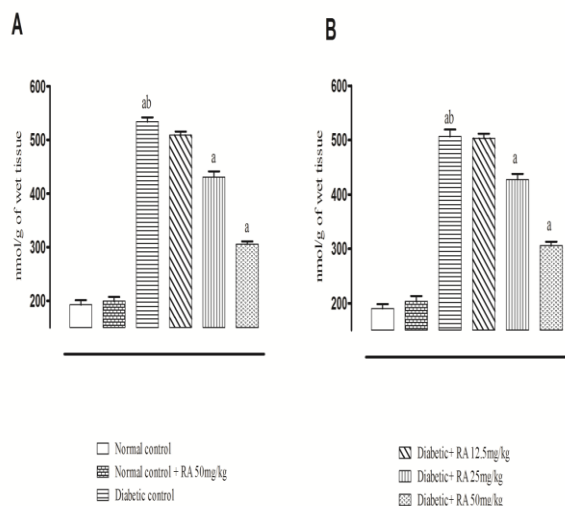 A
B
nmol/g of wet tissue
600
500
400
300
200
ab
a
a
nmol/g of wet tissue
600
500
400
300
200
ab
a
a
Normal control
Normal control + RA 50mg/kg
Diabetic control
Diabetic+ RA 12.5mg/kg
Diabetic+ RA 25mg/kg
Diabetic+ RA 50mg/kg